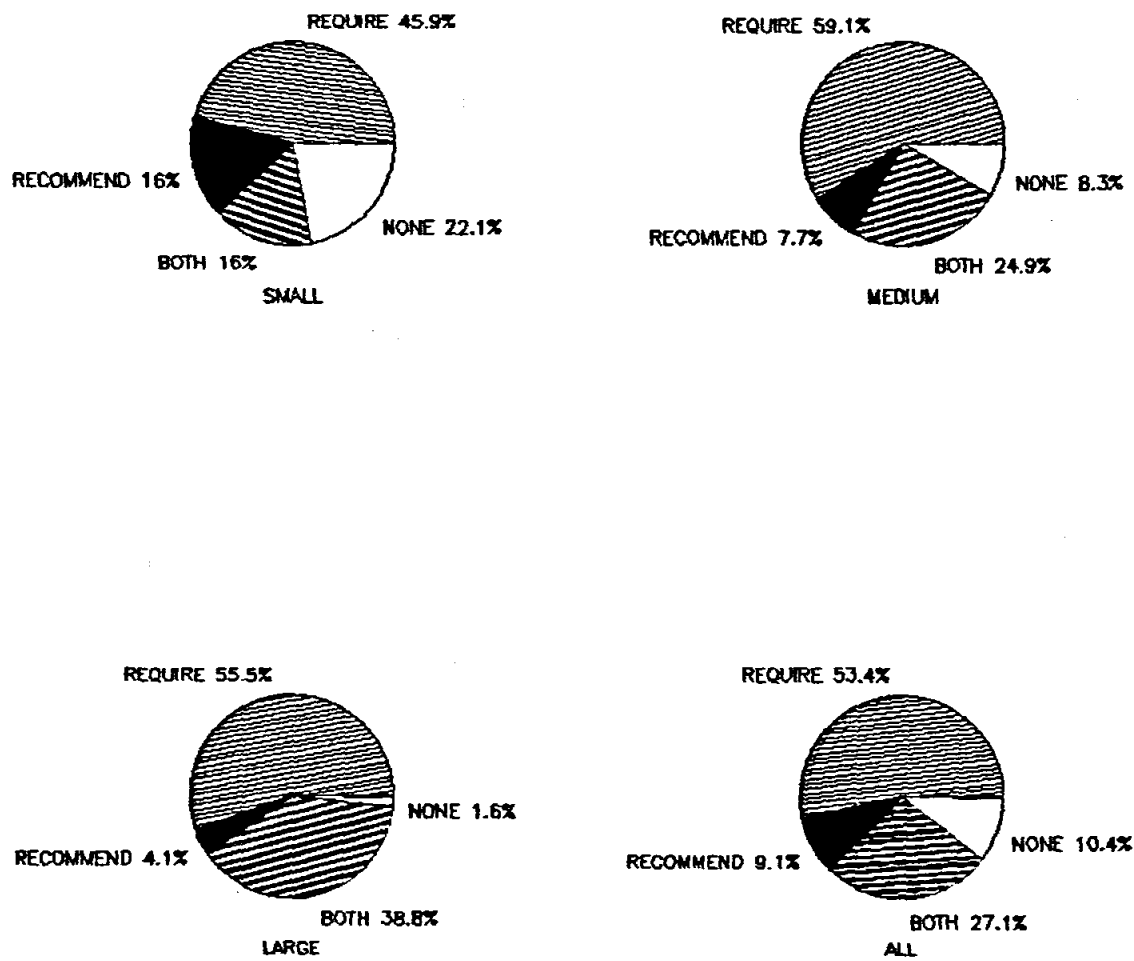 REQUIRE 45.9%
RECOMMEND 16%
NONE 22.1%
BOTH 16%
SMALL
REQUIRE 59.1%
NONE 8.3%
RECOMMEND 7.7%
BOTH 24.9%
MEDIUM
REQUIRE 55.5%
NONE 1.6%
RECOMMEND 4.1%
BOTH 38.8%
LARGE
REQUIRE 53.4%
NONE 10.4%
RECOMMEND 9.1%
BOTH 27.1%
ALL